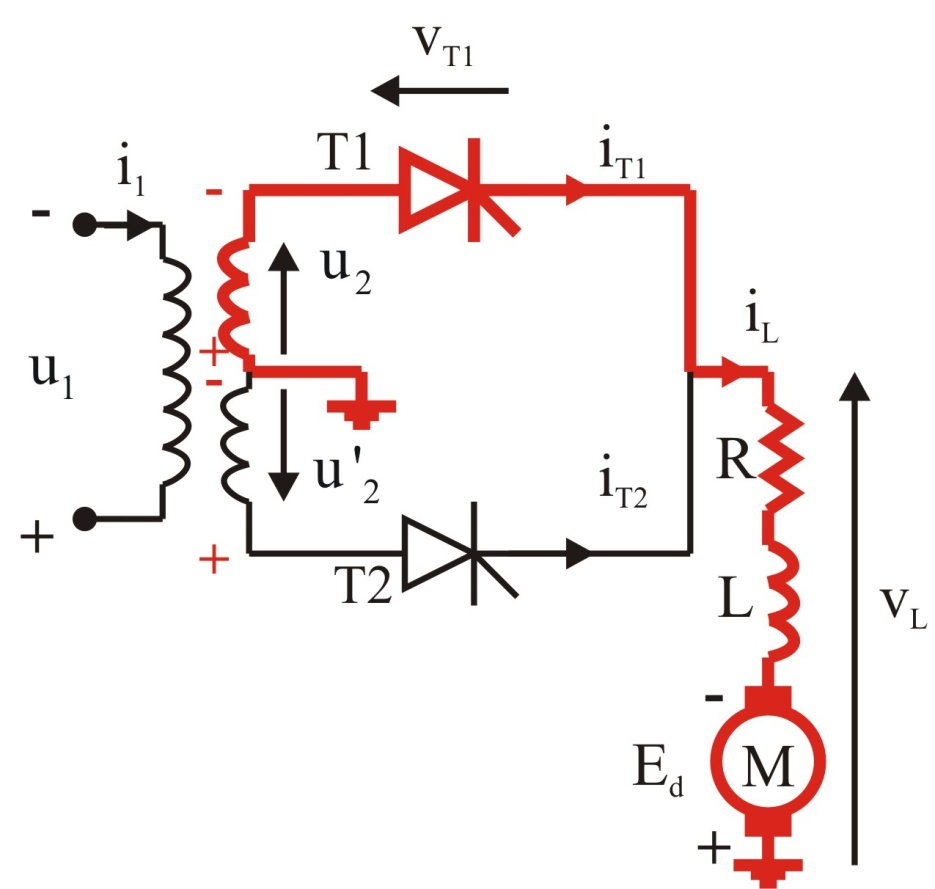 v_T1
T1
i_T1
i_1
-
-
u_2
u_1
+
-
i_L
u'_2
R
i_T2
+
+
T2
L
v_L
-
E_d
M
+